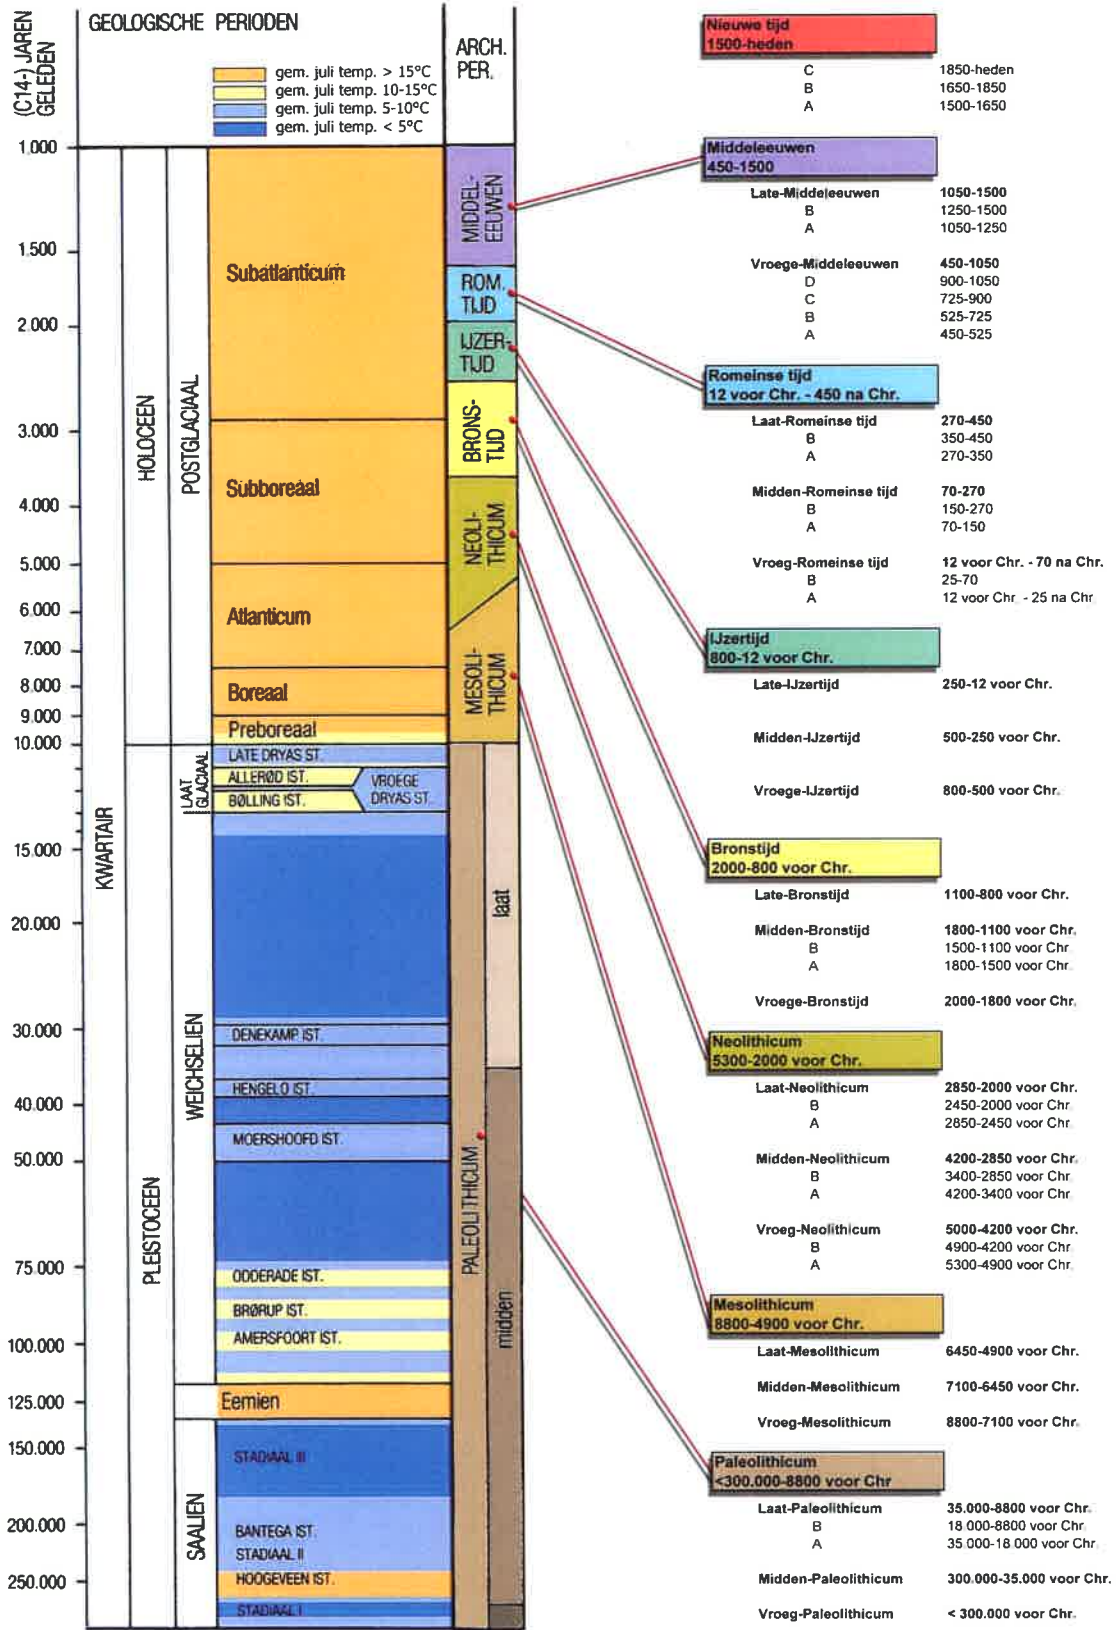 (C14-) JAREN
GELEDEN
GEOLOGISCHE PERIODEN
gem. juli temp. > 15°C
gem. juli temp. 10-15°C
gem. juli temp. 5-10°C
gem. juli temp. < 5°C
ARCH.
PER.
1.000
1.500
2.000
3.000
4.000
5.000
6.000
7.000
8.000
9.000
10.000
15.000
20.000
30.000
40.000
50.000
75.000
100.000
125.000
150.000
200.000
250.000
KWARTAIR
HOLOCEEN
PLEISTOCEEN
POSTGLACIAAL
LAAT
GLACIAAL
WEICHSELIEN
SAALIEN
Subatlanticum
Subboreaal
Atlanticum
Boreaal
Preboreaal
LATE DRYAS ST.
ALLERØD IST.
VROEGE
DRYAS ST.
BØLLING IST.
DENEKAMP IST.
HENGELO IST.
MOERSHOOFD IST.
ODDERADE IST.
BRØRUP IST.
AMERSFOORT IST.
Eemien
STADIAAL III
BANTEGA IST.
STADIAAL II
HOOGEVEEN IST.
STADIAAL I
MIDDEL-
EEUWEN
ROM.
TIJD
IJZER-
TIJD
BRONS-
TIJD
NEOLI-
THICUM
MESOLI-
THICUM
PALEOLITHICUM
laat
midden
Nieuwe tijd
1500-heden
C 1850-heden
B 1650-1850
A 1500-1650
Middeleeuwen
450-1500
Late-Middeleeuwen 1050-1500
B 1250-1500
A 1050-1250
Vroege-Middeleeuwen 450-1050
D 900-1050
C 725-900
B 525-725
A 450-525
Romeinse tijd
12 voor Chr. - 450 na Chr.
Laat-Romeinse tijd 270-450
B 350-450
A 270-350
Midden-Romeinse tijd 70-270
B 150-270
A 70-150
Vroeg-Romeinse tijd 12 voor Chr. - 70 na Chr.
B 25-70
A 12 voor Chr. - 25 na Chr
IJzertijd
800-12 voor Chr.
Late-IJzertijd 250-12 voor Chr.
Midden-IJzertijd 500-250 voor Chr.
Vroege-IJzertijd 800-500 voor Chr.
Bronstijd
2000-800 voor Chr.
Late-Bronstijd 1100-800 voor Chr.
Midden-Bronstijd 1800-1100 voor Chr.
B 1500-1100 voor Chr.
A 1800-1500 voor Chr.
Vroege-Bronstijd 2000-1800 voor Chr.
Neolithicum
5300-2000 voor Chr.
Laat-Neolithicum 2850-2000 voor Chr.
B 2450-2000 voor Chr.
A 2850-2450 voor Chr.
Midden-Neolithicum 4200-2850 voor Chr.
B 3400-2850 voor Chr.
A 4200-3400 voor Chr.
Vroeg-Neolithicum 5000-4200 voor Chr.
B 4900-4200 voor Chr.
A 5300-4900 voor Chr.
Mesolithicum
8800-4900 voor Chr.
Laat-Mesolithicum 6450-4900 voor Chr.
Midden-Mesolithicum 7100-6450 voor Chr.
Vroeg-Mesolithicum 8800-7100 voor Chr.
Paleolithicum
<300.000-8800 voor Chr
Laat-Paleolithicum 35.000-8800 voor Chr.
B 18.000-8800 voor Chr.
A 35.000-18.000 voor Chr.
Midden-Paleolithicum 300.000-35.000 voor Chr.
Vroeg-Paleolithicum < 300.000 voor Chr.